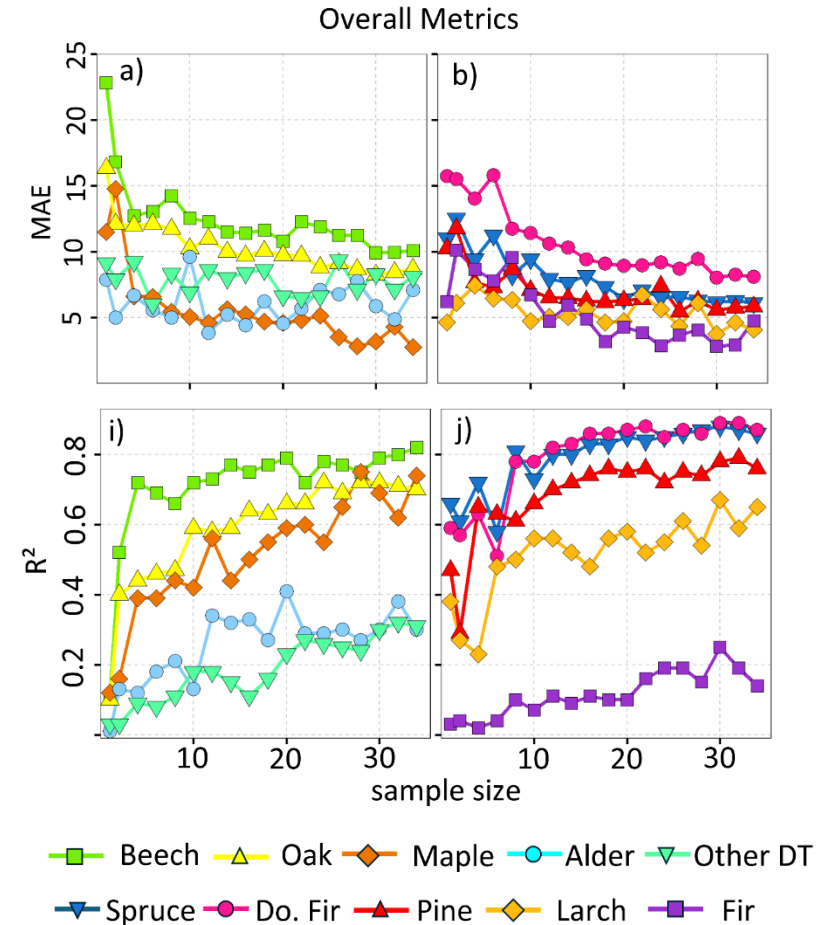 Overall Metrics
a) b)
25
20
15
10
5
MAE
i) j)
0.8
0.6
0.4
0.2
R²
10 20 30 10 20 30
sample size
Beech Oak Maple Alder Other DT
Spruce Do. Fir Pine Larch Fir